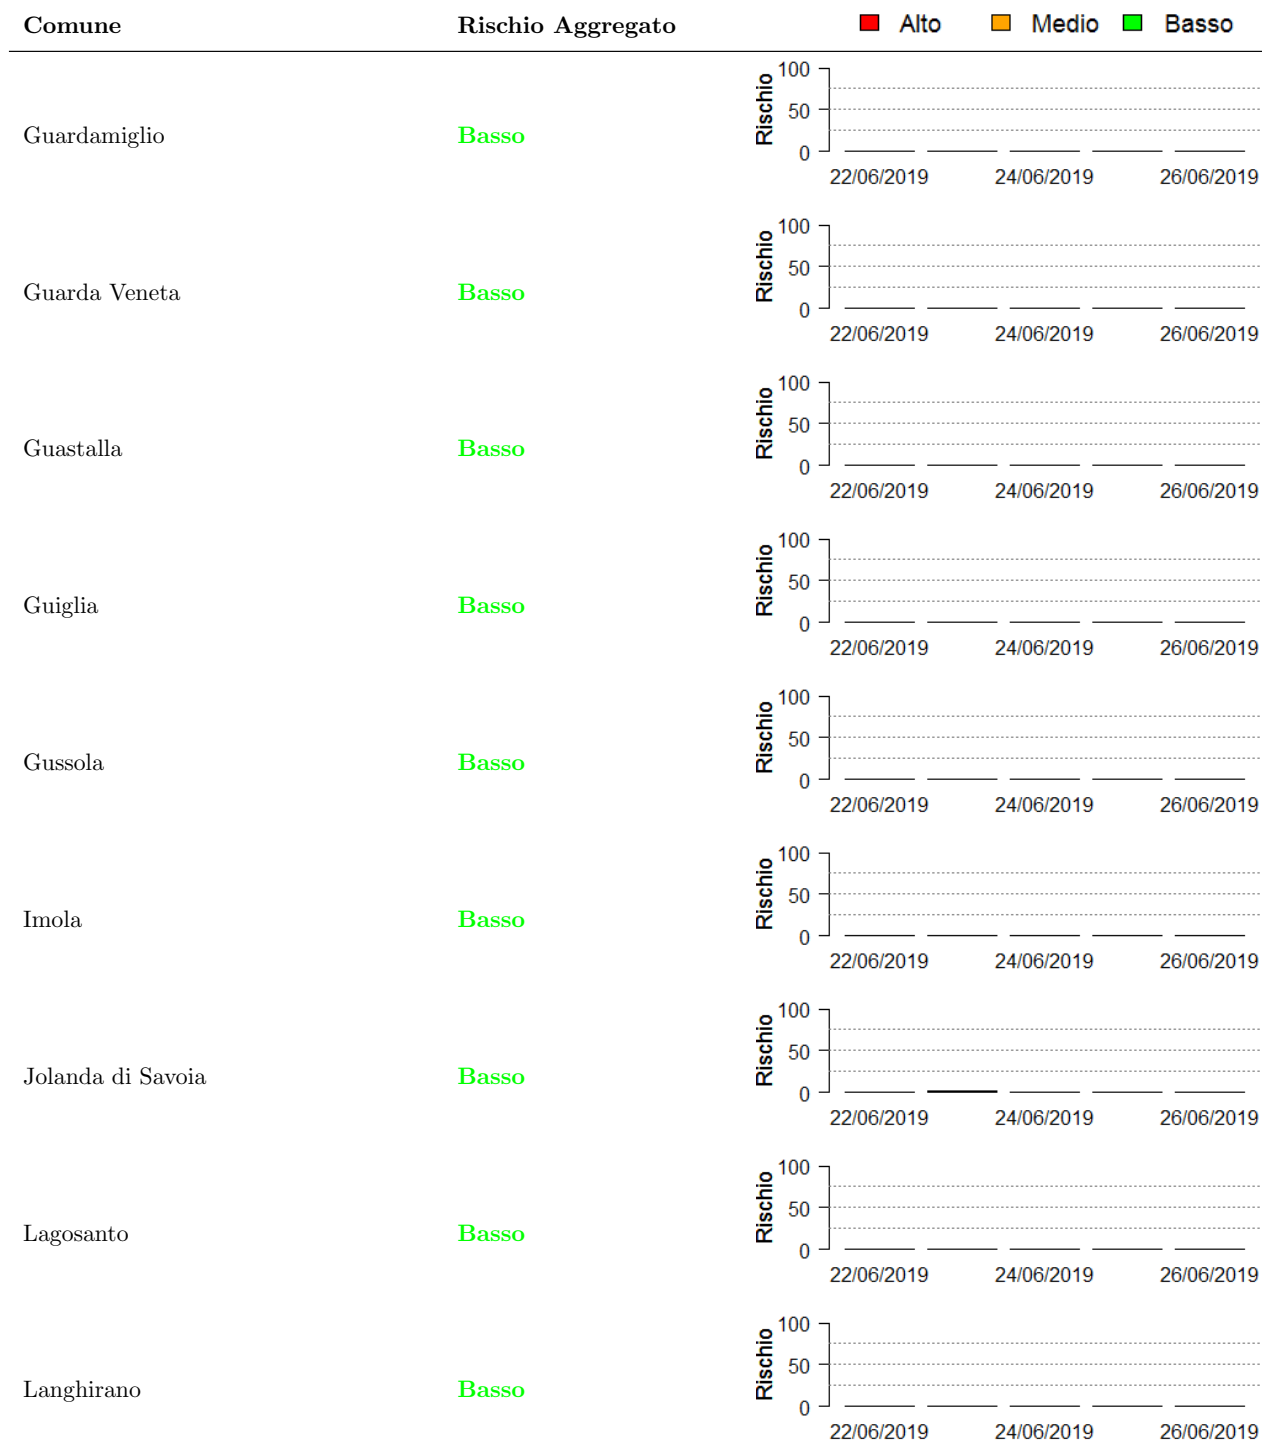 Comune Rischio Aggregato Alto Medio Basso
100
50
0
Rischio
Guardamiglio Basso
22/06/2019 24/06/2019 26/06/2019
100
50
0
Rischio
Guarda Veneta Basso
22/06/2019 24/06/2019 26/06/2019
100
50
0
Rischio
Guastalla Basso
22/06/2019 24/06/2019 26/06/2019
100
50
0
Rischio
Guiglia Basso
22/06/2019 24/06/2019 26/06/2019
100
50
0
Rischio
Gussola Basso
22/06/2019 24/06/2019 26/06/2019
100
50
0
Rischio
Imola Basso
22/06/2019 24/06/2019 26/06/2019
100
50
0
Rischio
Jolanda di Savoia Basso
22/06/2019 24/06/2019 26/06/2019
100
50
0
Rischio
Lagosanto Basso
22/06/2019 24/06/2019 26/06/2019
100
50
0
Rischio
Langhirano Basso
22/06/2019 24/06/2019 26/06/2019